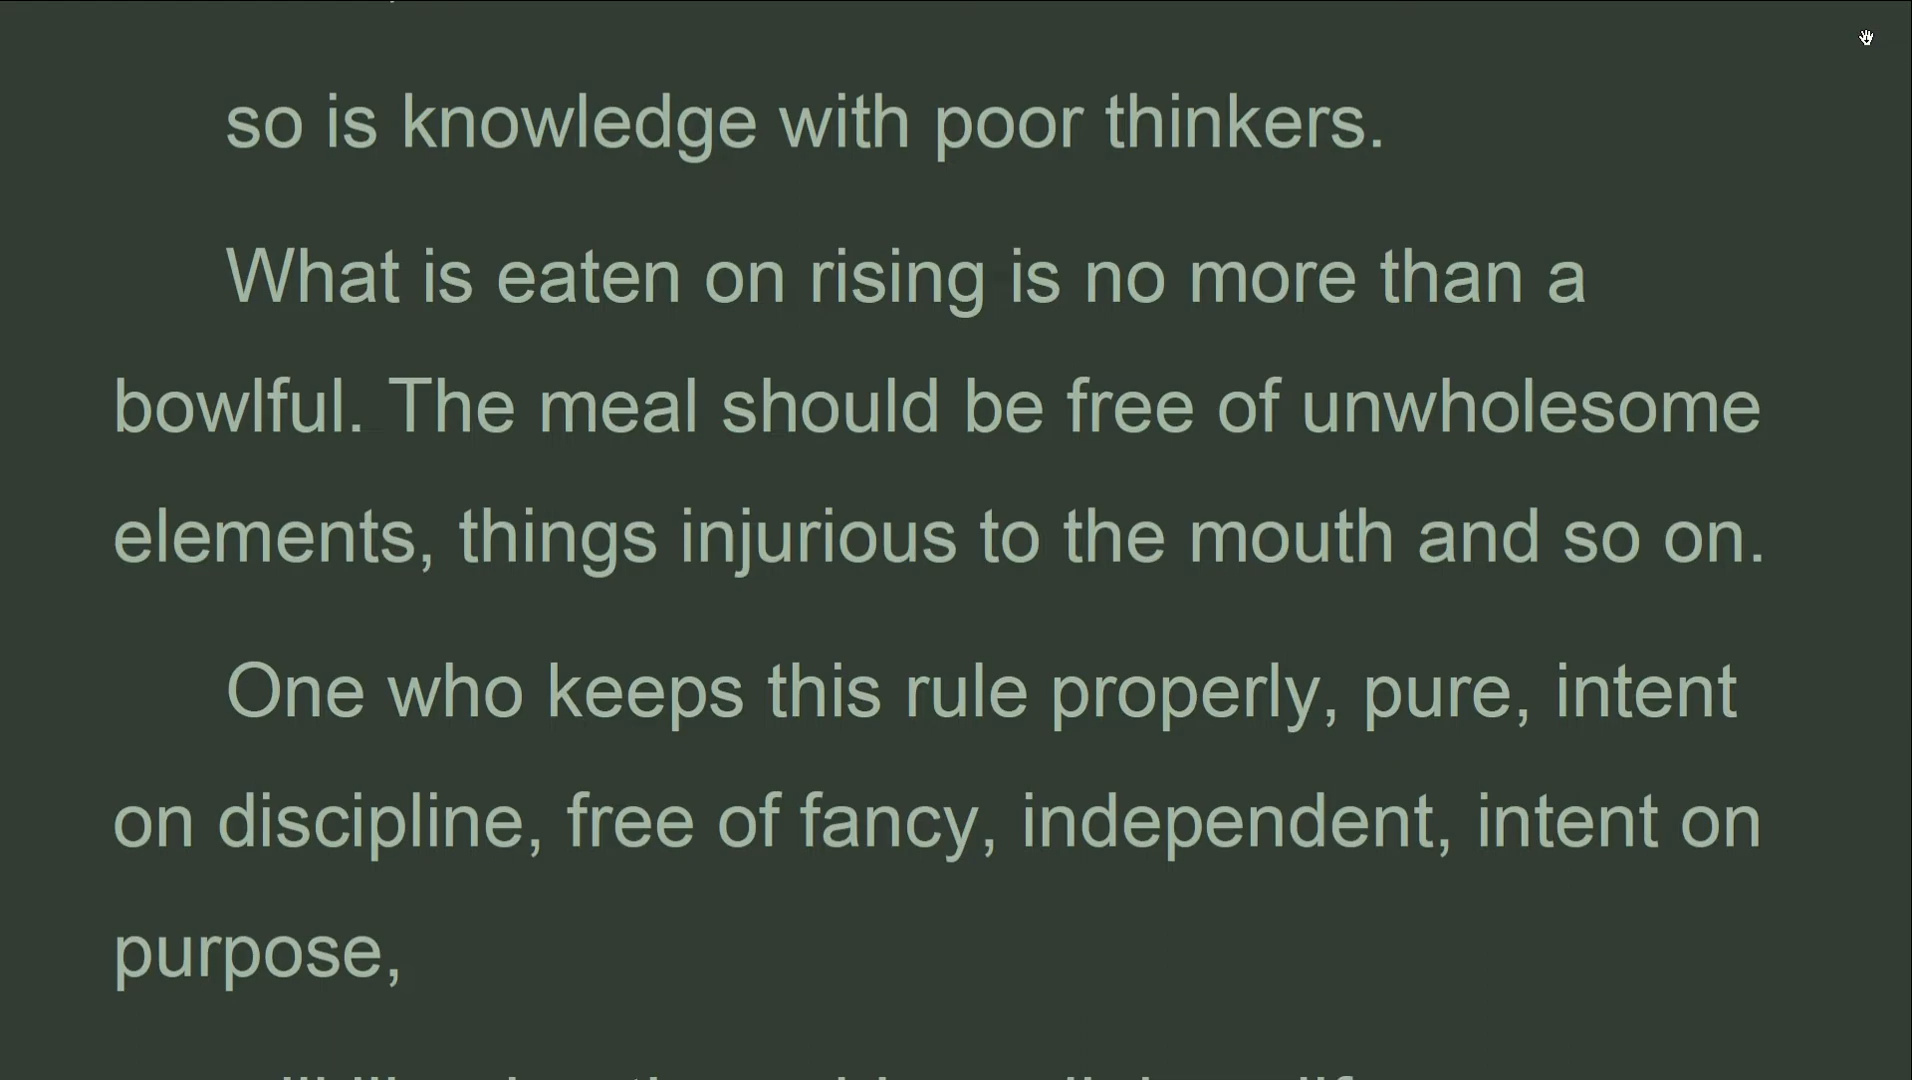 so is knowledge with poor thinkers.
What is eaten on rising is no more than a
bowlful. The meal should be free of unwholesome
elements, things injurious to the mouth and so on.
One who keeps this rule properly, pure, intent
on discipline, free of fancy, independent, intent on
purpose,